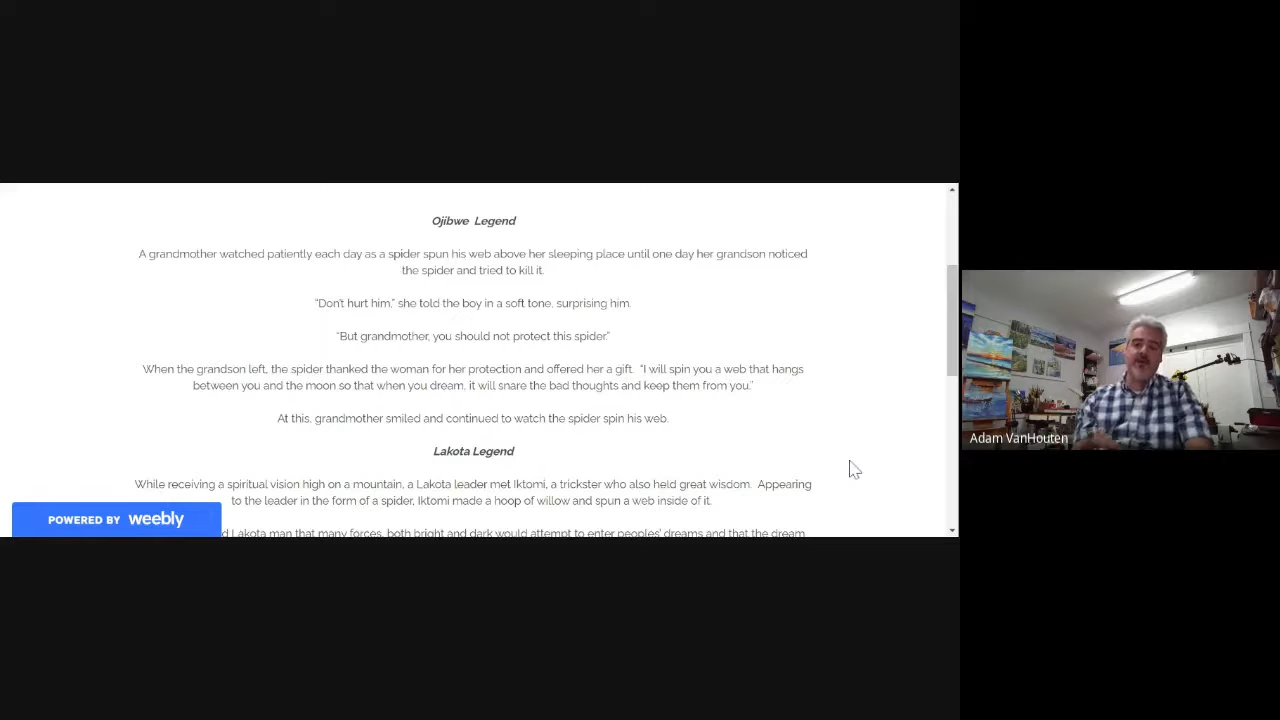 Ojibwe Legend
A grandmother watched patiently each day as a spider spun his web above her sleeping place until one day her grandson noticed
the spider and tried to kill it.
“Don't hurt him,” she told the boy in a soft tone, surprising him.
“But grandmother, you should not protect this spider.”
When the grandson left, the spider thanked the woman for her protection and offered her a gift. “I will spin you a web that hangs
between you and the moon so that when you dream, it will snare the bad thoughts and keep them from you.”
At this, grandmother smiled and continued to watch the spider spin his web.
Lakota Legend
While receiving a spiritual vision high on a mountain, a Lakota leader met Iktomi, a trickster who also held great wisdom. Appearing
to the leader in the form of a spider, Iktomi made a hoop of willow and spun a web inside of it.
Lakota man that many forces, both bright and dark would attempt to enter peoples' dreams and that the dream
POWERED BY weebly
Adam VanHouten